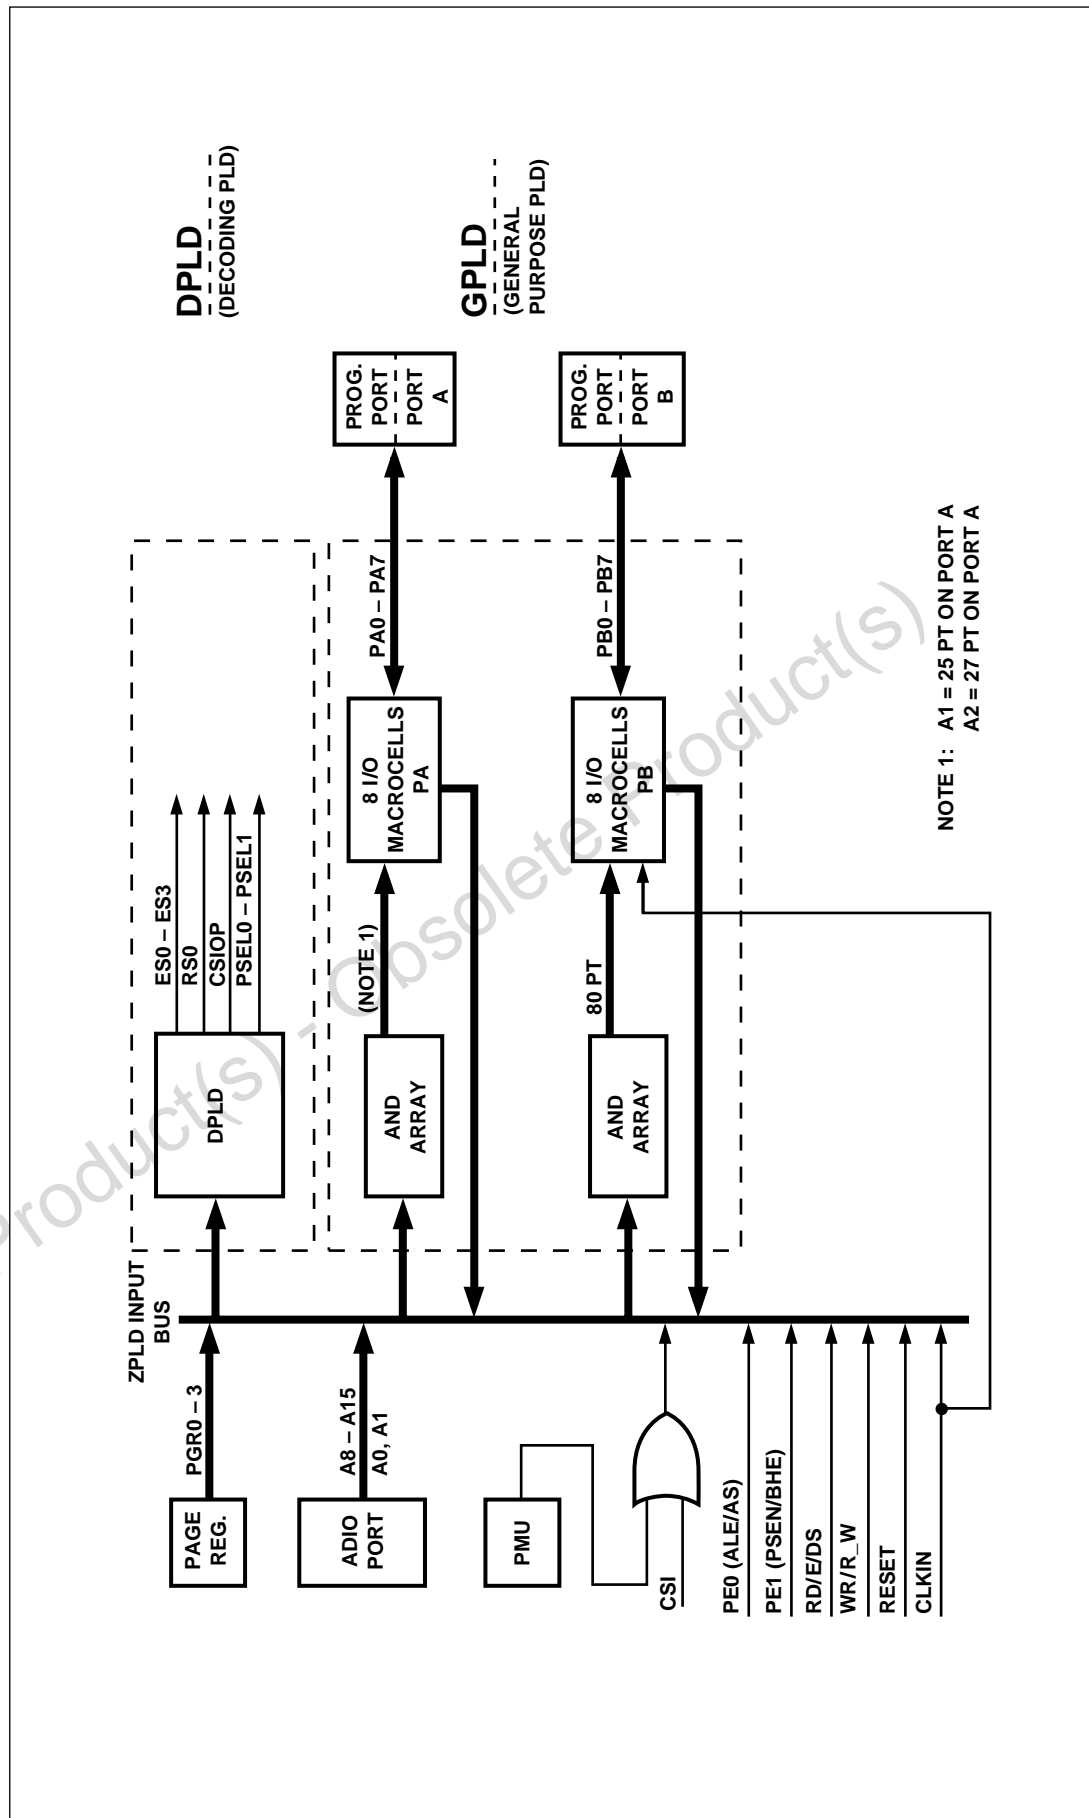 DPLD
(DECODING PLD)
GPLD
(GENERAL
PURPOSE PLD)
ZPLD INPUT
BUS
PAGE
REG.
PGR0 – 3
ADIO
PORT
A8 – A15
A0, A1
PMU
CSI
PE0 (ALE/AS)
PE1 (PSEN/BHE)
RD/E/DS
WR/R_W
RESET
CLKIN
DPLD
ES0 – ES3
RS0
CSIOP
PSEL0 – PSEL1
AND
ARRAY
(NOTE 1)
8 I/O
MACROCELLS
PA
PA0 – PA7
PROG.
PORT
PORT
A
AND
ARRAY
80 PT
8 I/O
MACROCELLS
PB
PB0 – PB7
PROG.
PORT
PORT
B
NOTE 1: A1 = 25 PT ON PORT A
A2 = 27 PT ON PORT A
Product(s) - Obsolete Product(s)